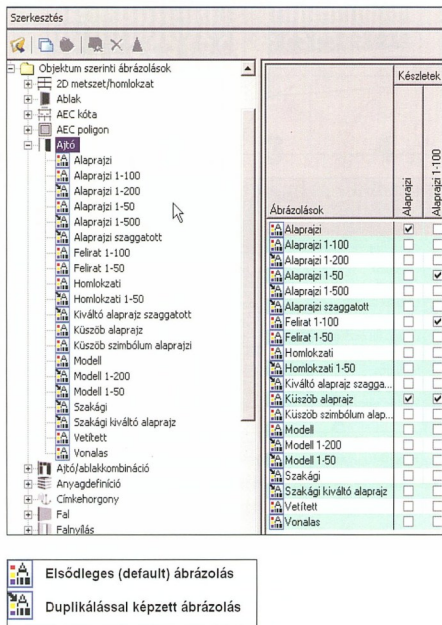 Szerkesztés
Objektum szerinti ábrázolások
2D metszet/homlokzat
Ablak
AEC kóta
AEC poligon
Ajtó
Alaprajzi
Alaprajzi 1-100
Alaprajzi 1-200
Alaprajzi 1-50
Alaprajzi 1-500
Alaprajzi szaggatott
Felirat 1-100
Felirat 1-50
Homlokzati
Homlokzati 1-50
Kiváltó alaprajz szaggatott
Küszöb alaprajz
Küszöb szimbólum alaprajzi
Modell
Modell 1-200
Modell 1-50
Szakági
Szakági kiváltó alaprajz
Vetített
Vonalas
Ajtó/ablakkombináció
Anyagdefiníció
Címkehorgony
Fal
Falnyílás
Készletek
Ábrázolások
Alaprajzi
Alaprajzi 1-100
Alaprajzi
Alaprajzi 1-100
Alaprajzi 1-200
Alaprajzi 1-50
Alaprajzi 1-500
Alaprajzi szaggatott
Felirat 1-100
Felirat 1-50
Homlokzati
Homlokzati 1-50
Kiváltó alaprajz szagga...
Küszöb alaprajz
Küszöb szimbólum alap...
Modell
Modell 1-200
Modell 1-50
Szakági
Szakági kiváltó alaprajz
Vetített
Vonalas
Elsődleges (default) ábrázolás
Duplikálással képzett ábrázolás